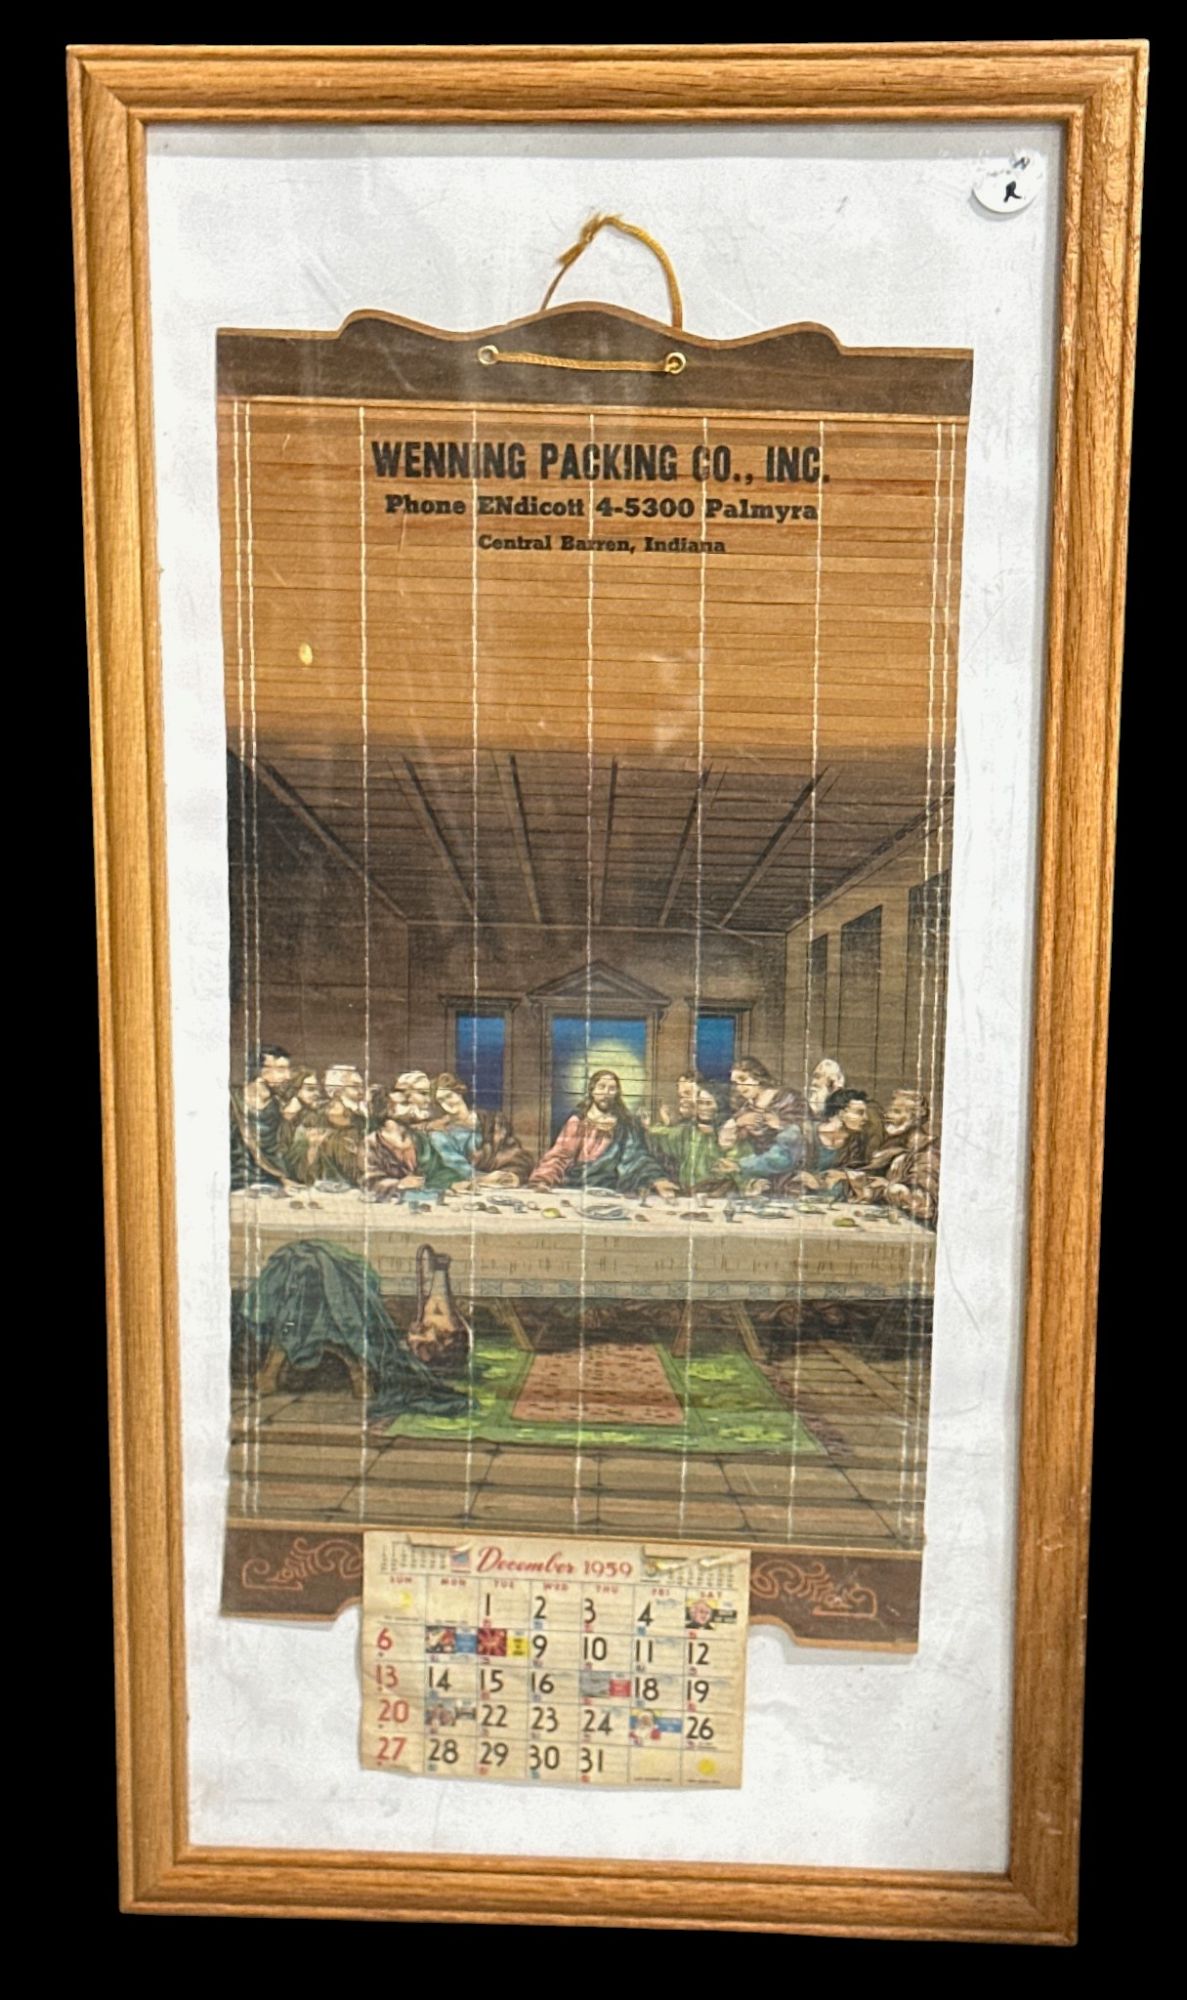 WENNING PACKING CO., INC.
Phone ENdicott 4-5300 Palmyra
Central Barren, Indiana
December 1959
SUN MON TUE WED THU FRI SAT
1 2 3 4
6 9 10 11 12
13 14 15 16 18 19
20 22 23 24 26
27 28 29 30 31
R